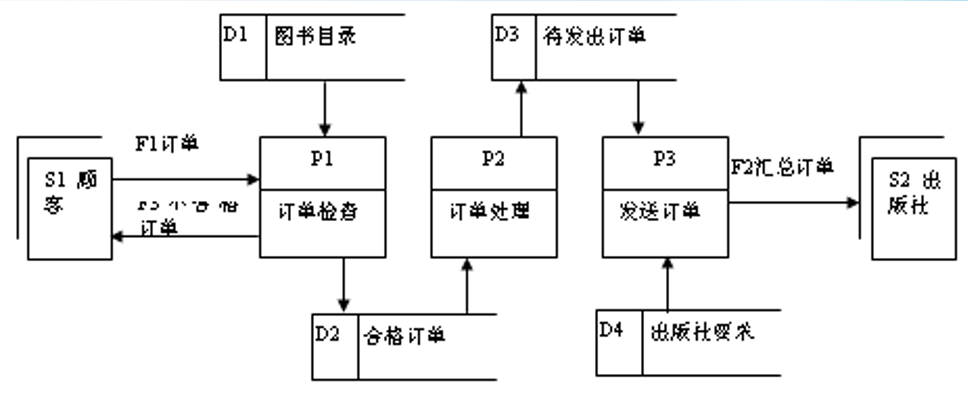 D1 图书目录
D3 待发出订单
F1订单
P1
P2
P3
F2汇总订单
S1 顾
客
S2 出
版社
订单
订单检查
订单处理
发送订单
D2 合格订单
D4 出版社要求